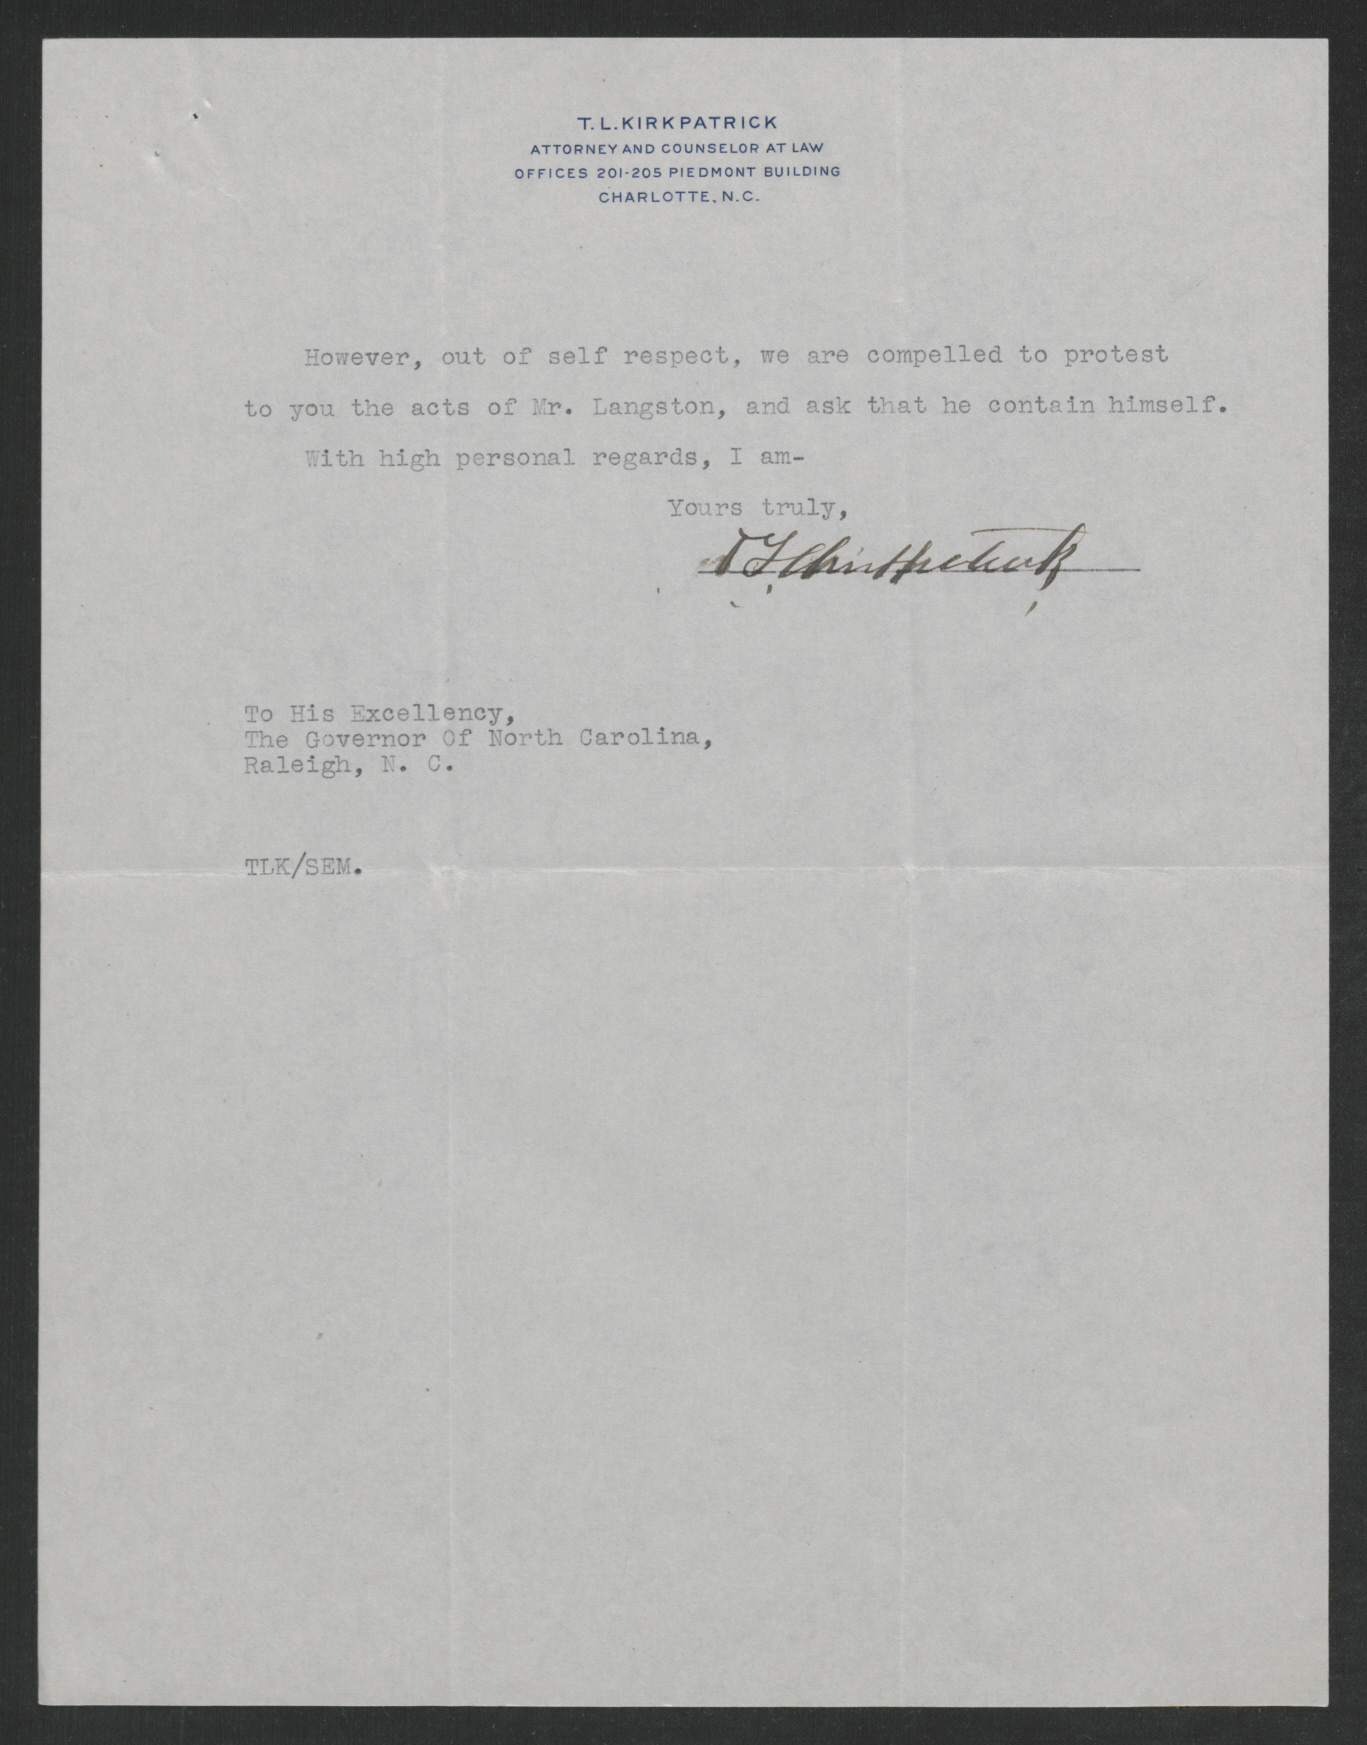 T. L. KIRKPATRICK
ATTORNEY AND COUNSELOR AT LAW
OFFICES 201-205 PIEDMONT BUILDING
CHARLOTTE, N.C.
However, out of self respect, we are compelled to protest
to you the acts of Mr. Langston, and ask that he contain himself.
With high personal regards, I am-
Yours truly,
T L Kirkpatrick
To His Excellency,
The Governor Of North Carolina,
Raleigh, N. C.
TLK/SEM.